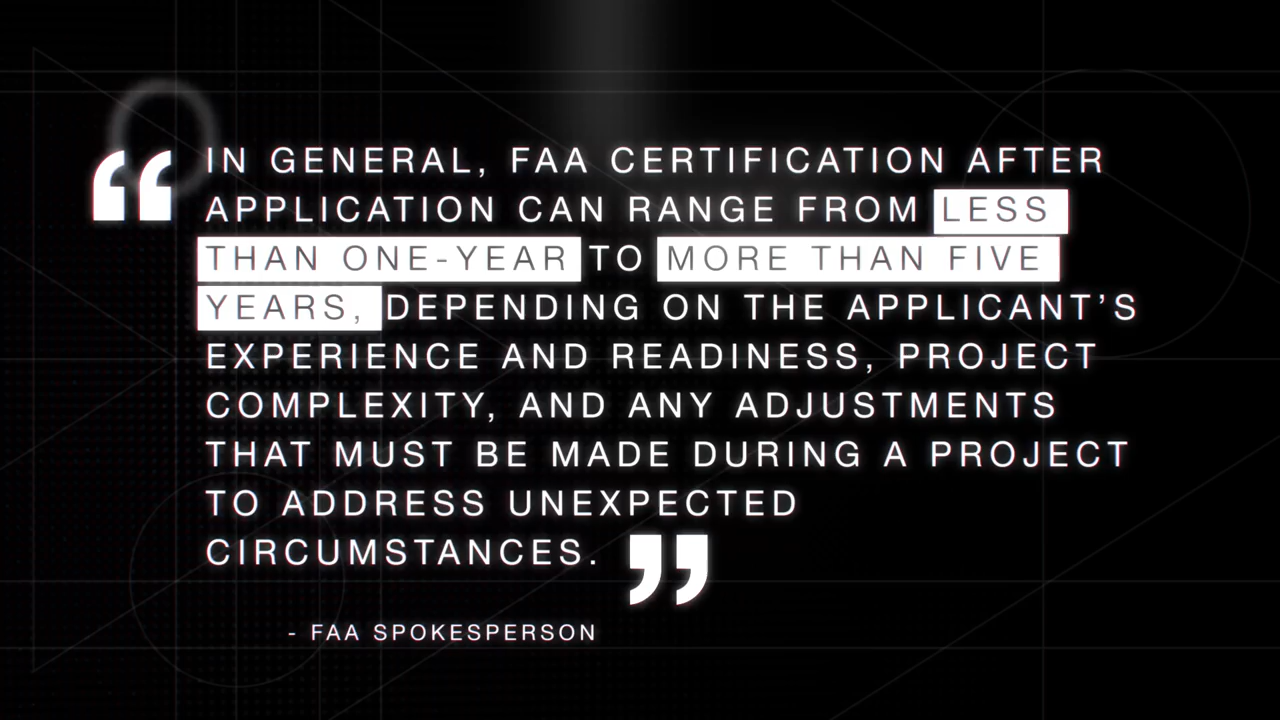 “ IN GENERAL, FAA CERTIFICATION AFTER
APPLICATION CAN RANGE FROM LESS
THAN ONE-YEAR TO MORE THAN FIVE
YEARS, DEPENDING ON THE APPLICANT’S
EXPERIENCE AND READINESS, PROJECT
COMPLEXITY, AND ANY ADJUSTMENTS
THAT MUST BE MADE DURING A PROJECT
TO ADDRESS UNEXPECTED
CIRCUMSTANCES. ”
- FAA SPOKESPERSON